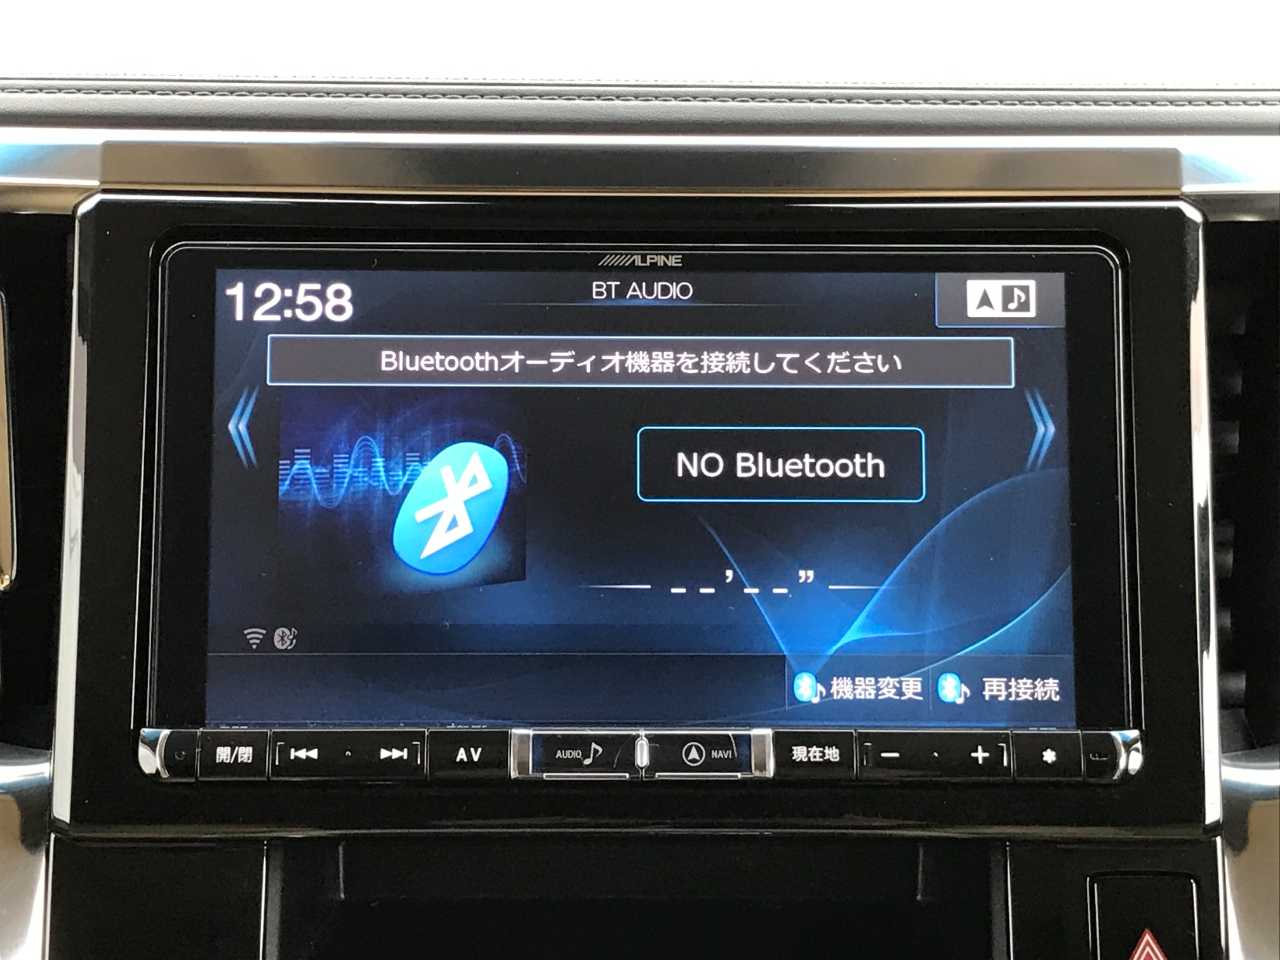 ALPINE
12:58
BT AUDIO
Bluetoothオーディオ機器を接続してください
NO Bluetooth
_ _ ’ _ _ ”
機器変更
再接続
開/閉
AV
AUDIO
NAVI
現在地
− +